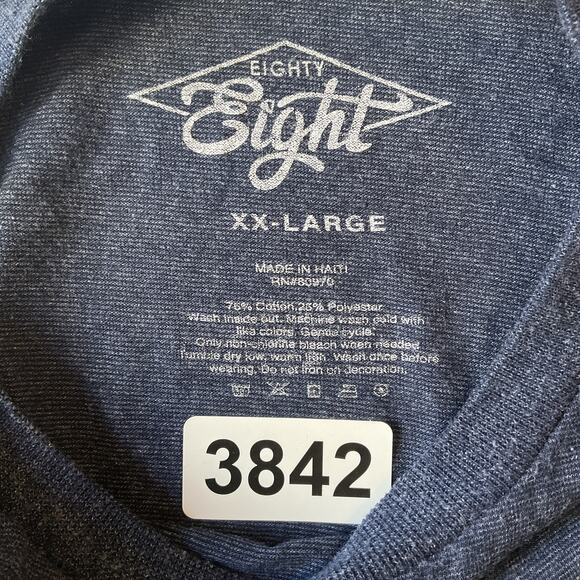 EIGHTY
Eight
XX-LARGE
MADE IN HAITI
RN#80970
75% Cotton,25% Polyester
Wash inside out. Machine wash cold with
like colors. Gentle cycle.
Only non-chlorine bleach when needed
Tumble dry low, warm iron. Wash once before
wearing. Do not iron on decoration.
3842